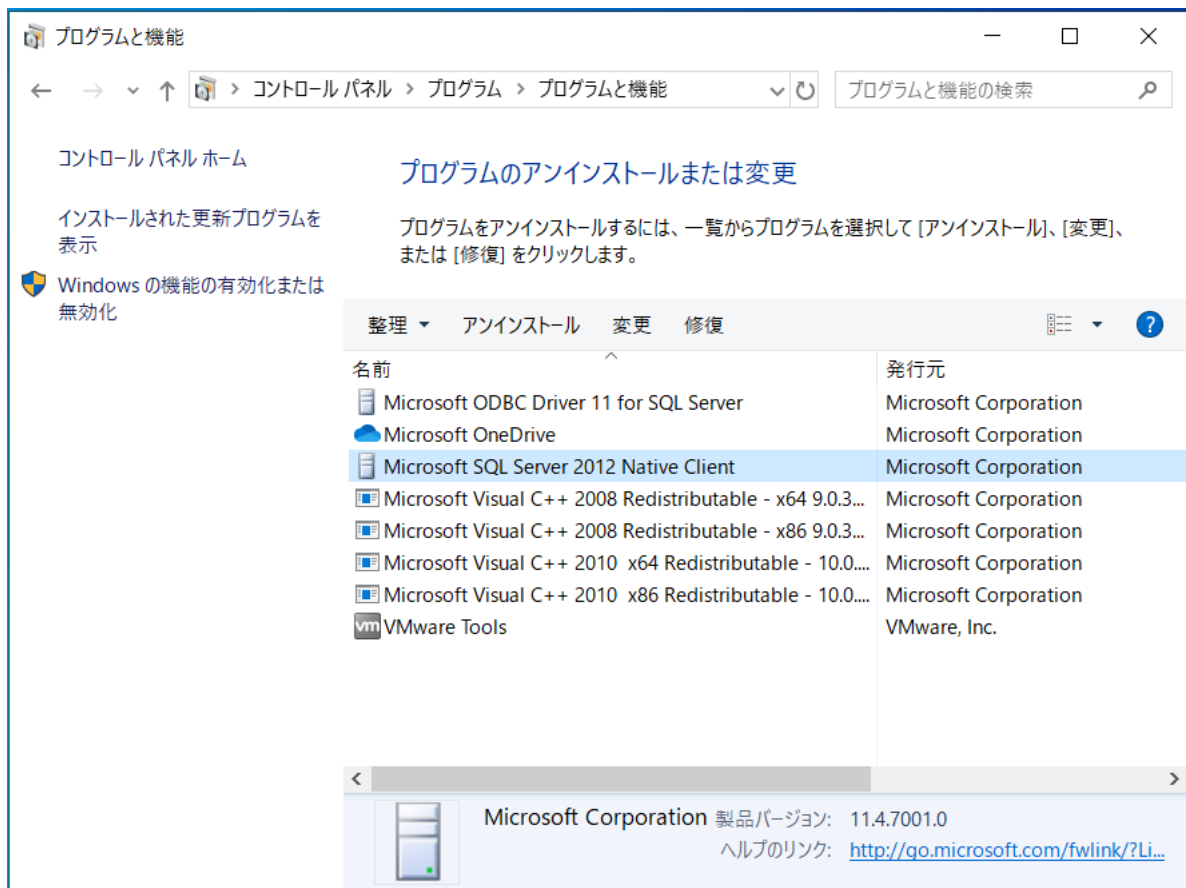 プログラムと機能
コントロール パネル > プログラム > プログラムと機能
プログラムと機能の検索
コントロール パネル ホーム
インストールされた更新プログラムを
表示
Windows の機能の有効化または
無効化
プログラムのアンインストールまたは変更
プログラムをアンインストールするには、一覧からプログラムを選択して [アンインストール]、[変更]、
または [修復] をクリックします。
整理 アンインストール 変更 修復 ?
名前 発行元
Microsoft ODBC Driver 11 for SQL Server Microsoft Corporation
Microsoft OneDrive Microsoft Corporation
Microsoft SQL Server 2012 Native Client Microsoft Corporation
Microsoft Visual C++ 2008 Redistributable - x64 9.0.3... Microsoft Corporation
Microsoft Visual C++ 2008 Redistributable - x86 9.0.3... Microsoft Corporation
Microsoft Visual C++ 2010  x64 Redistributable - 10.0.... Microsoft Corporation
Microsoft Visual C++ 2010  x86 Redistributable - 10.0.... Microsoft Corporation
vm VMware Tools VMware, Inc.
Microsoft Corporation 製品バージョン: 11.4.7001.0
ヘルプのリンク: http://go.microsoft.com/fwlink/?Li...